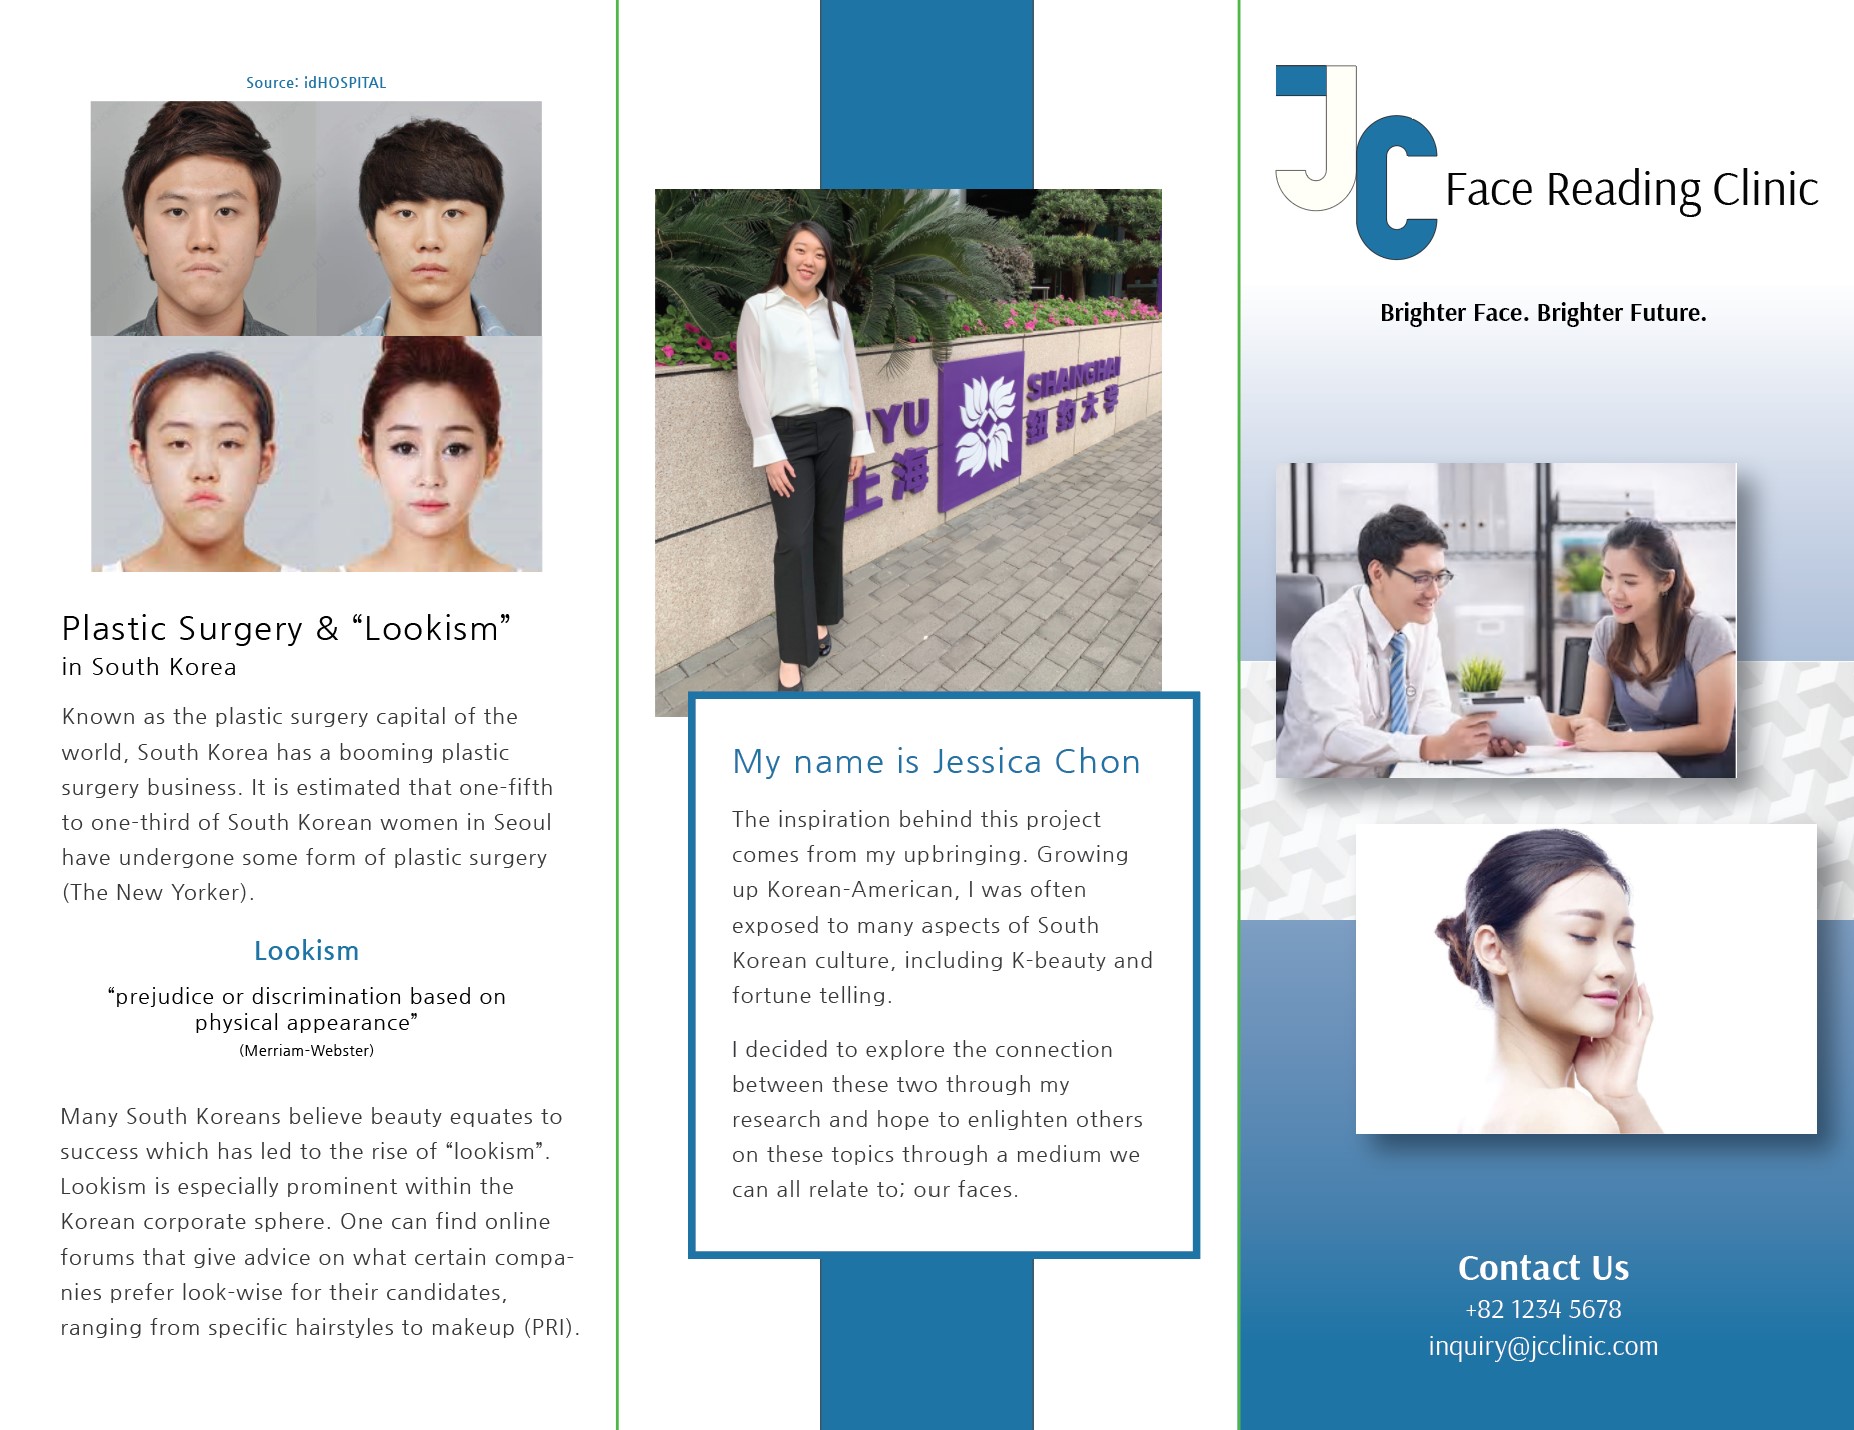 Source: idHOSPITAL
Plastic Surgery & “Lookism”
in South Korea
Known as the plastic surgery capital of the
world, South Korea has a booming plastic
surgery business. It is estimated that one-fifth
to one-third of South Korean women in Seoul
have undergone some form of plastic surgery
(The New Yorker).
Lookism
“prejudice or discrimination based on
physical appearance”
(Merriam-Webster)
Many South Koreans believe beauty equates to
success which has led to the rise of “lookism”.
Lookism is especially prominent within the
Korean corporate sphere. One can find online
forums that give advice on what certain compa-
nies prefer look-wise for their candidates,
ranging from specific hairstyles to makeup (PRI).
NYU SHANGHAI
上海 纽约大学
My name is Jessica Chon
The inspiration behind this project
comes from my upbringing. Growing
up Korean-American, I was often
exposed to many aspects of South
Korean culture, including K-beauty and
fortune telling.
I decided to explore the connection
between these two through my
research and hope to enlighten others
on these topics through a medium we
can all relate to; our faces.
JC Face Reading Clinic
Brighter Face. Brighter Future.
Contact Us
+82 1234 5678
inquiry@jcclinic.com